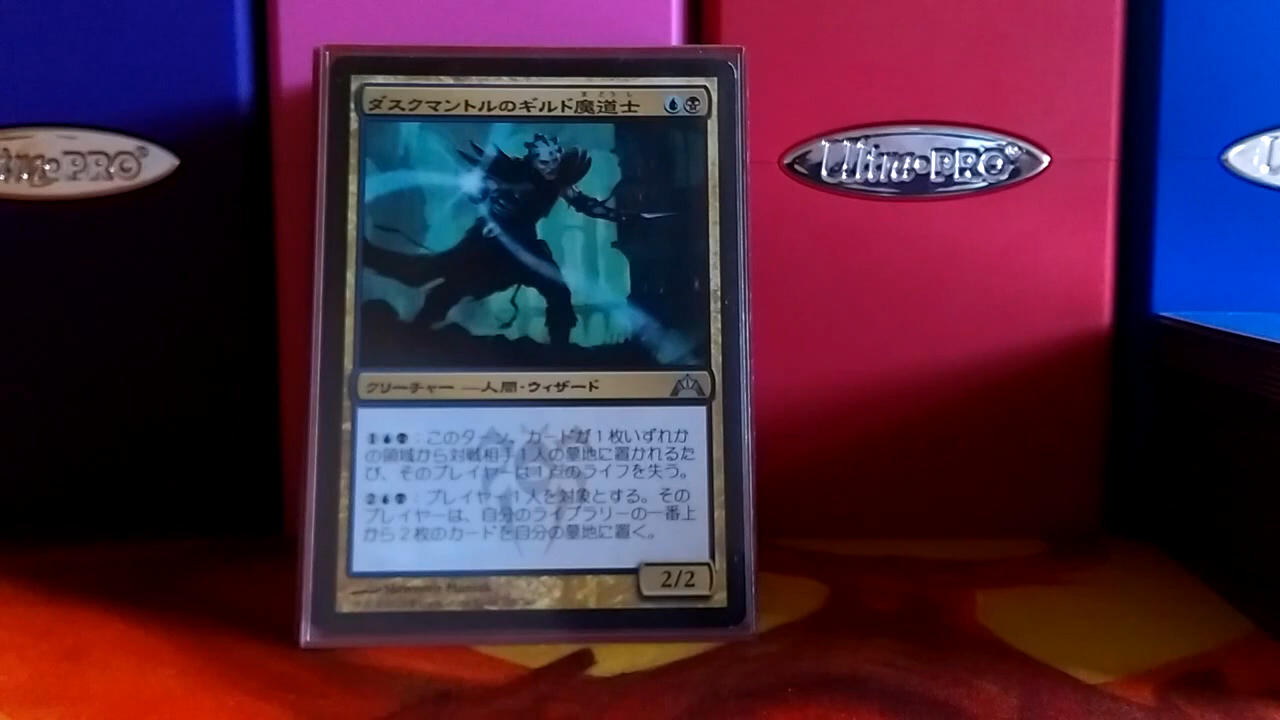 Ultra•PRO®
Ultra•PRO®
ダスクマントルのギルド魔道士
まどうし
クリーチャー ― 人間・ウィザード
①:このターン、カードが1枚いずれか
の領域から対戦相手1人の墓地に置かれるた
び、そのプレイヤーは1点のライフを失う。
②:プレイヤー1人を対象とする。その
プレイヤーは、自分のライブラリーの一番上
から2枚のカードを自分の墓地に置く。
2/2